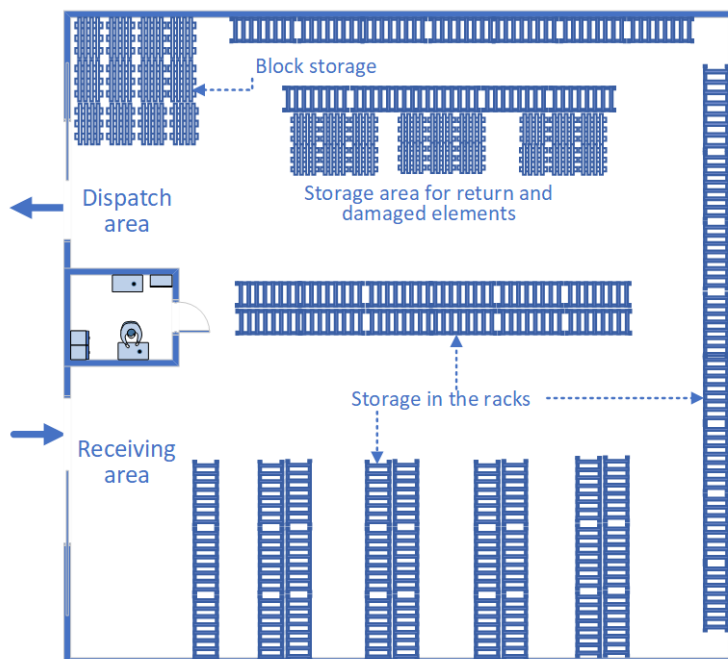 Block storage
Storage area for return and
damaged elements
Dispatch
area
Storage in the racks
Receiving
area